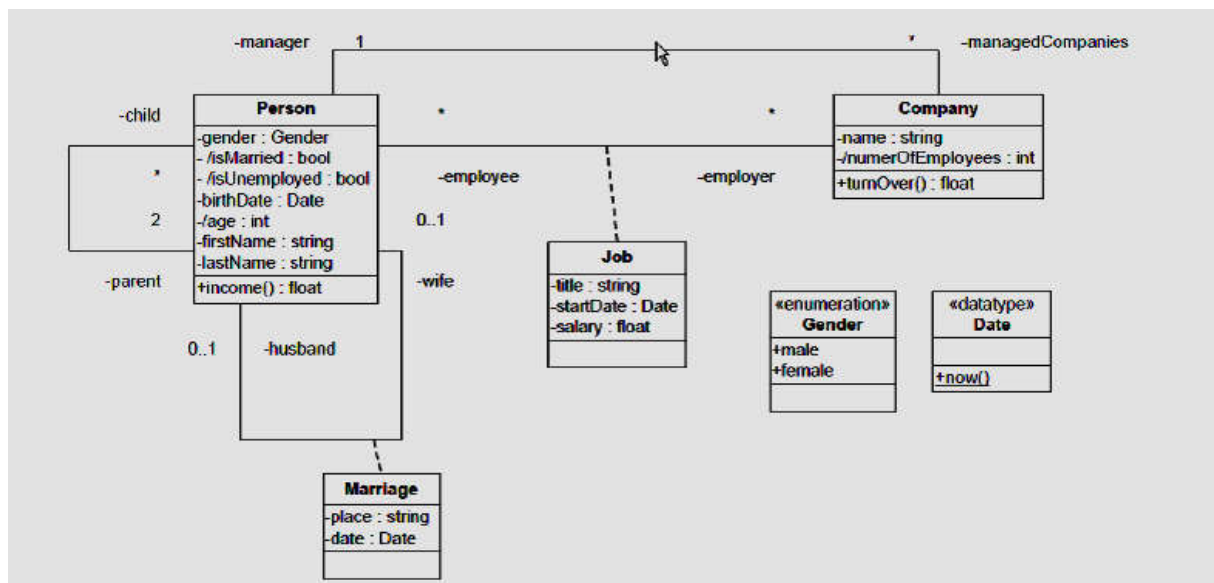 -manager 1 * -managedCompanies
-child
Person
-gender : Gender
- /isMarried : bool
- /isUnemployed : bool
-birthDate : Date
-/age : int
-firstName : string
-lastName : string
+income() : float
* *
-employee -employer
Company
-name : string
-/numerOfEmployees : int
+turnOver() : float
*
2
-parent
0..1
-wife
0..1 -husband
Job
-title : string
-startDate : Date
-salary : float
«enumeration»
Gender
+male
+female
«datatype»
Date
+now()
Marriage
-place : string
-date : Date